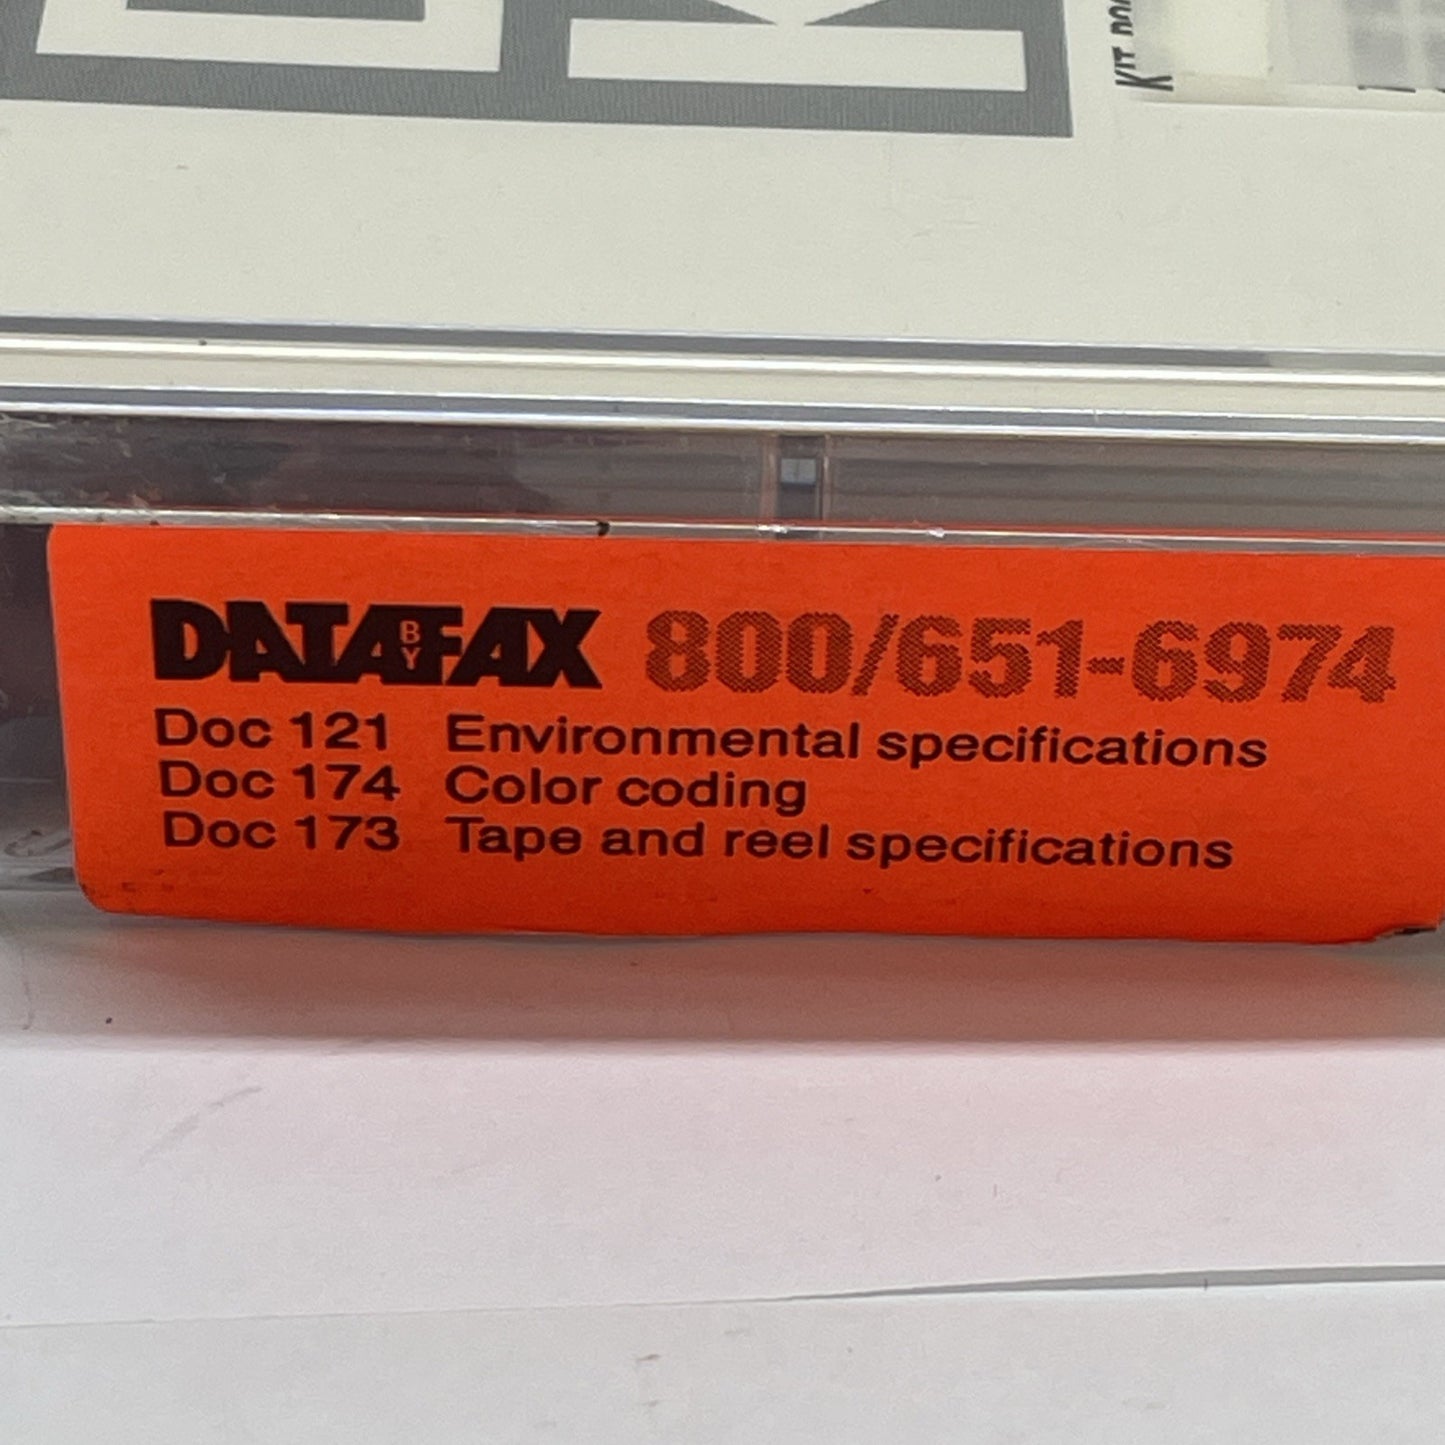 KIT
DATA BY FAX 800/651-6974
Doc 121 Environmental specifications
Doc 174 Color coding
Doc 173 Tape and reel specifications